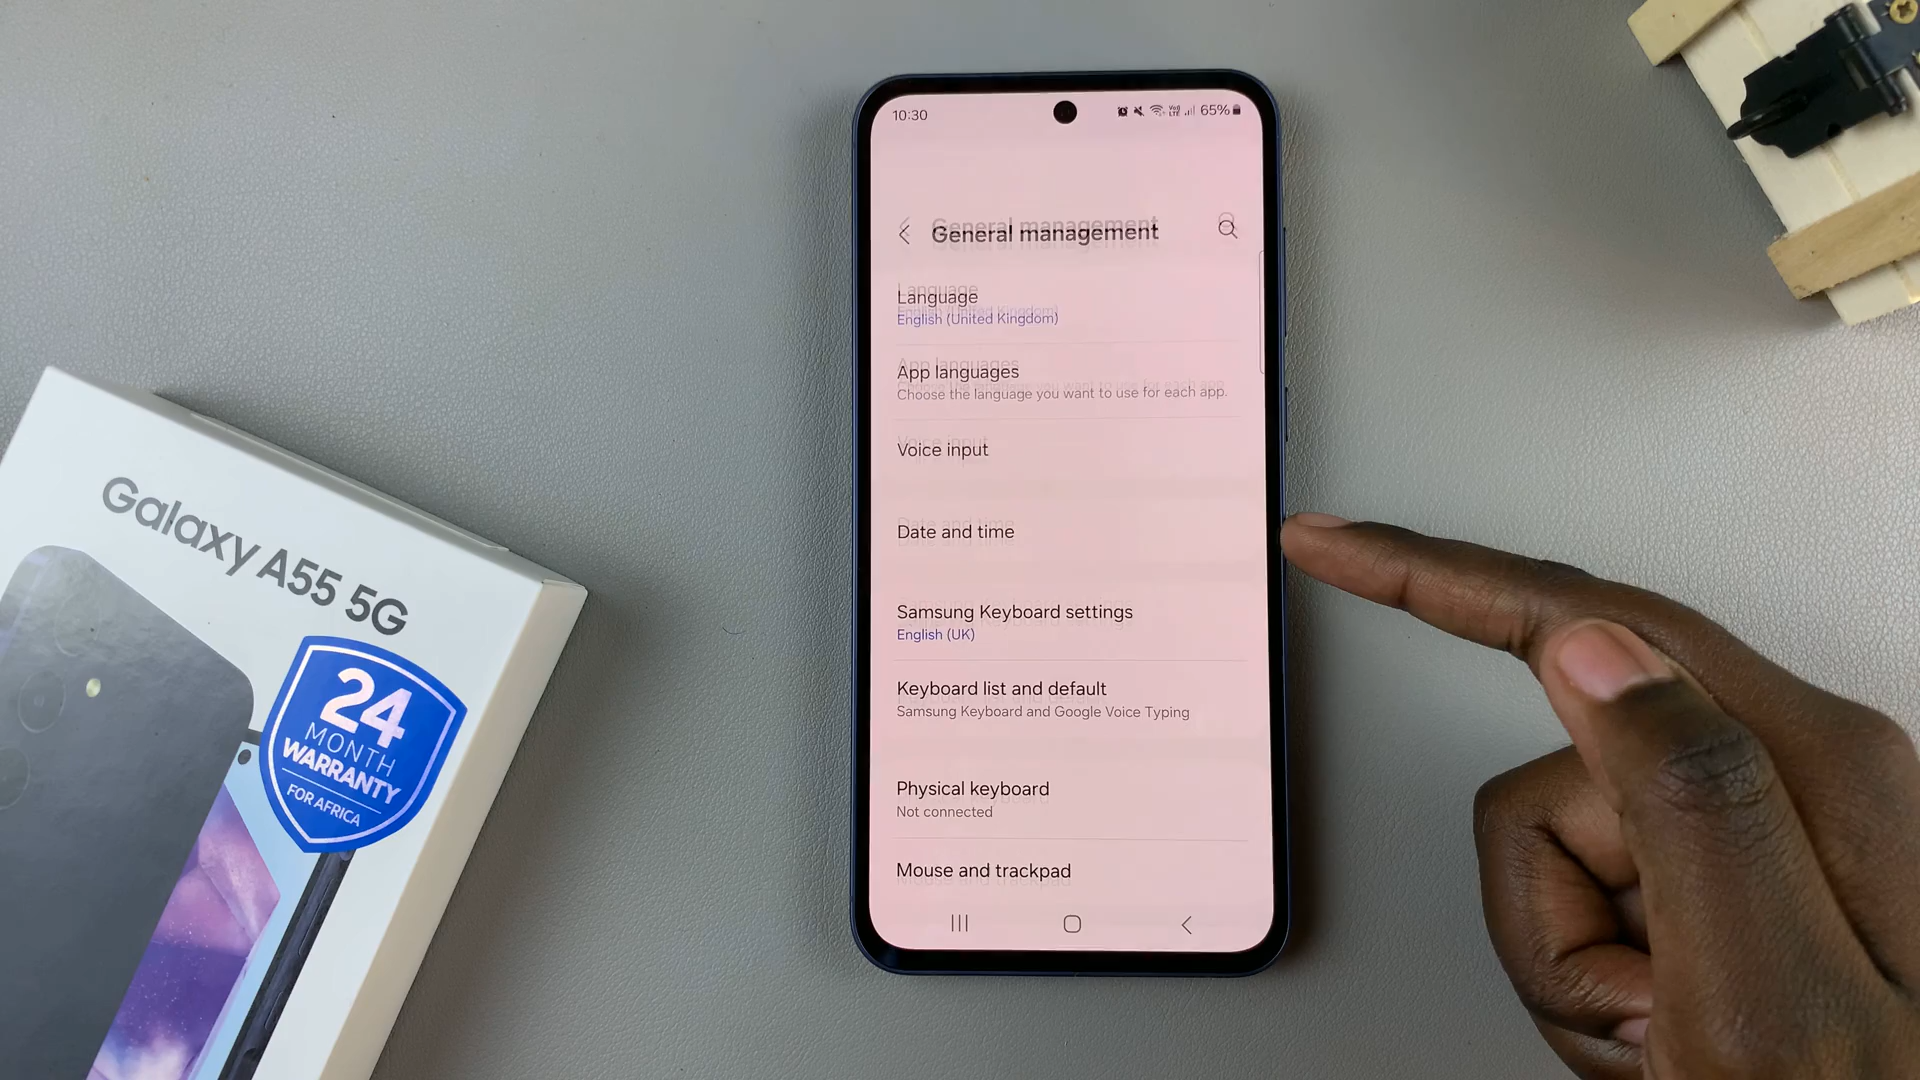 10:30
65%
General management
Language
English (United Kingdom)
App languages
Choose the language you want to use for each app.
Voice input
Date and time
Samsung Keyboard settings
English (UK)
Keyboard list and default
Samsung Keyboard and Google Voice Typing
Physical keyboard
Not connected
Mouse and trackpad
Galaxy A55 5G
24
MONTH
WARRANTY
FOR AFRICA